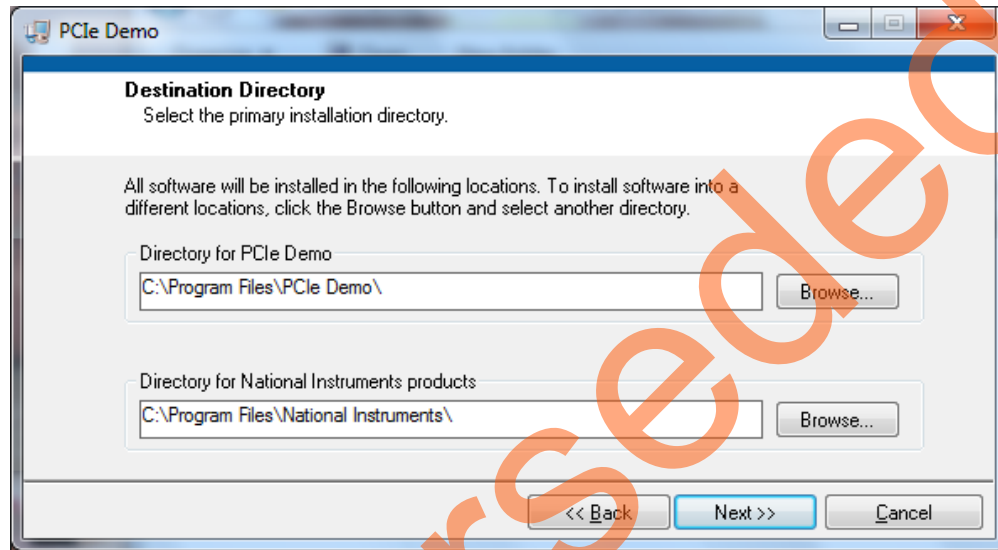 PCIe Demo
Destination Directory
Select the primary installation directory.
All software will be installed in the following locations. To install software into a
different locations, click the Browse button and select another directory.
Directory for PCIe Demo
C:\Program Files\PCIe Demo\
Browse...
Directory for National Instruments products
C:\Program Files\National Instruments\
Browse...
<< Back
Next >>
Cancel